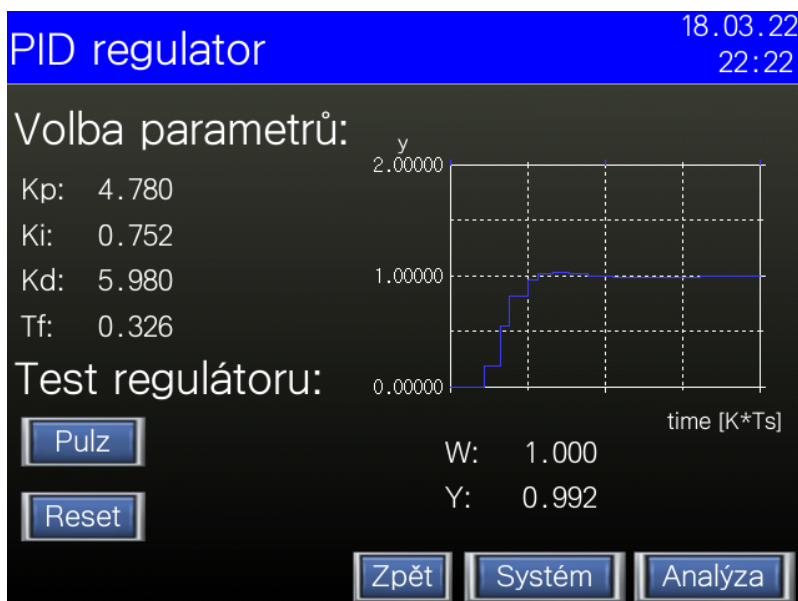 PID regulator
18.03.22
22:22
Volba parametrů:
Kp: 4.780
Ki: 0.752
Kd: 5.980
Tf: 0.326
y
2.00000
1.00000
0.00000
time [K*Ts]
Test regulátoru:
Pulz
Reset
W: 1.000
Y: 0.992
Zpět
Systém
Analýza